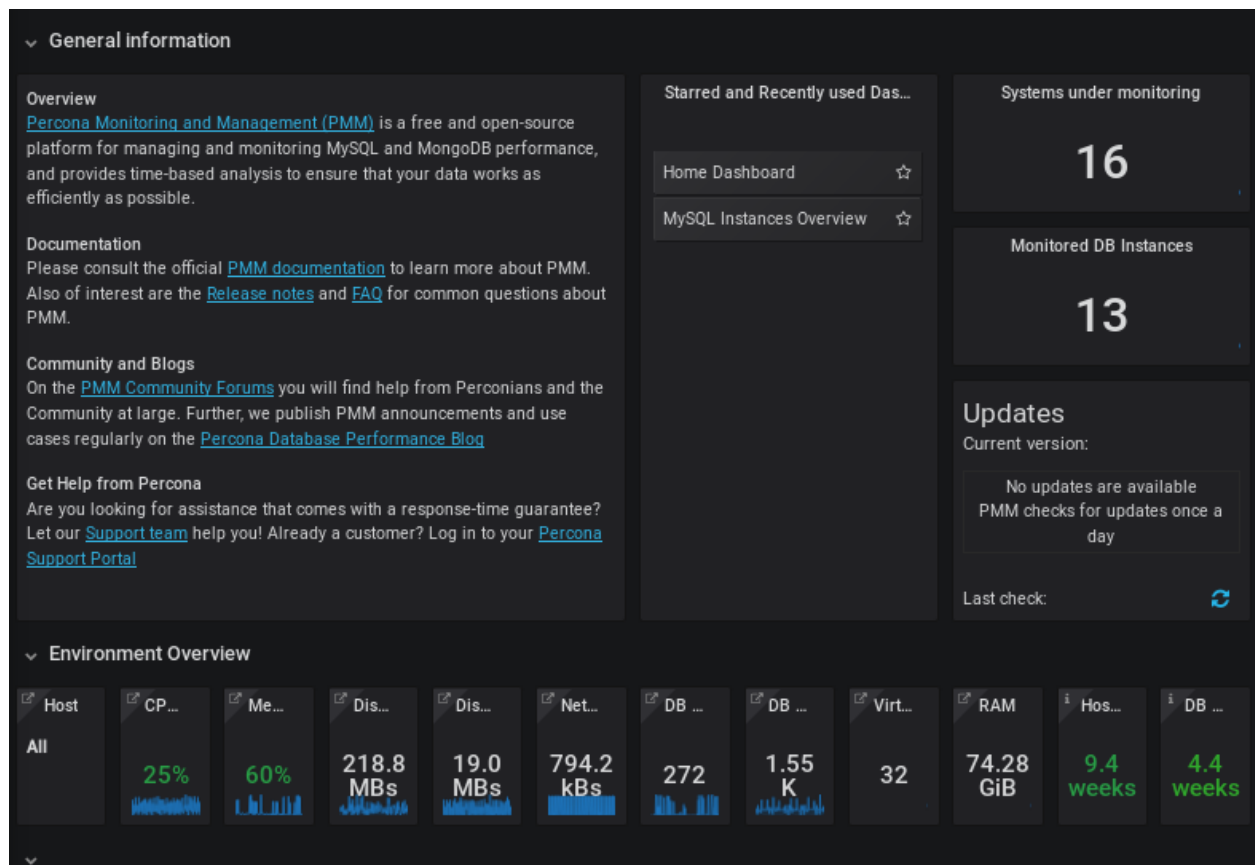 General information
Overview
Percona Monitoring and Management (PMM) is a free and open-source
platform for managing and monitoring MySQL and MongoDB performance,
and provides time-based analysis to ensure that your data works as
efficiently as possible.
Documentation
Please consult the official PMM documentation to learn more about PMM.
Also of interest are the Release notes and FAQ for common questions about
PMM.
Community and Blogs
On the PMM Community Forums you will find help from Perconians and the
Community at large. Further, we publish PMM announcements and use
cases regularly on the Percona Database Performance Blog
Get Help from Percona
Are you looking for assistance that comes with a response-time guarantee?
Let our Support team help you! Already a customer? Log in to your Percona
Support Portal
Starred and Recently used Das...
Home Dashboard
MySQL Instances Overview
Systems under monitoring
16
Monitored DB Instances
13
Updates
Current version:
No updates are available
PMM checks for updates once a
day
Last check:
Environment Overview
Host
All
CP...
25%
Me...
60%
Dis...
218.8
MBs
Dis...
19.0
MBs
Net...
794.2
kBs
DB ...
272
DB ...
1.55
K
Virt...
32
RAM
74.28
GiB
Hos...
9.4
weeks
DB ...
4.4
weeks